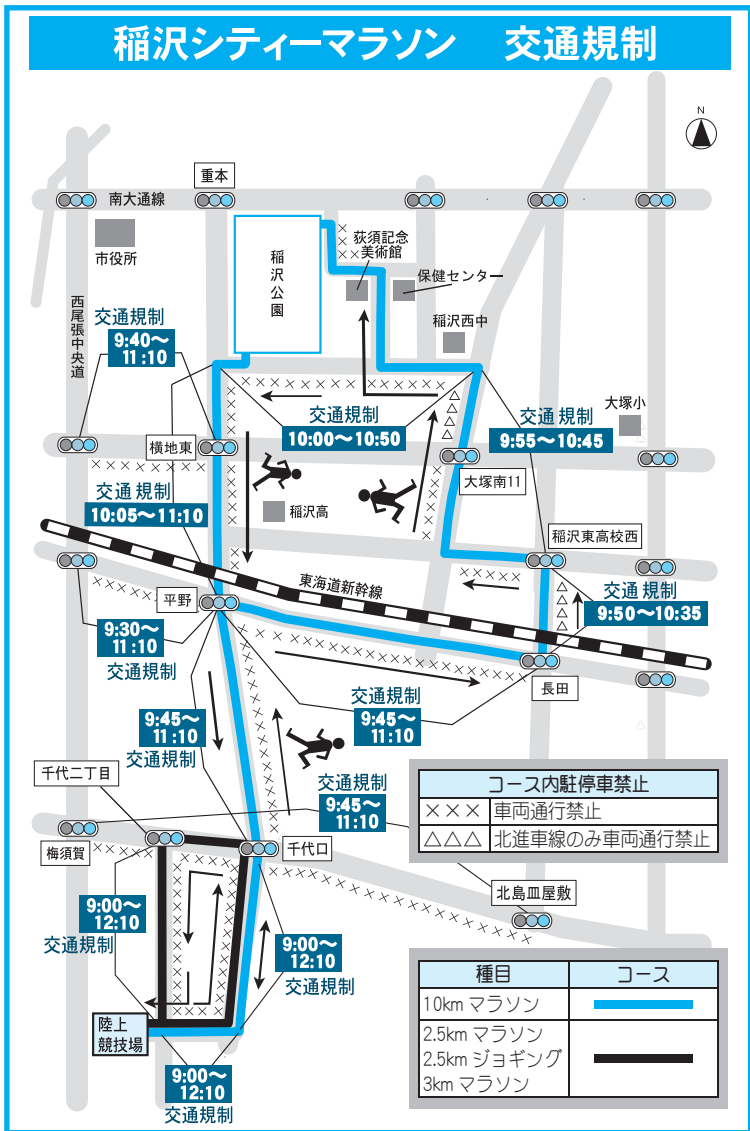 稲沢シティーマラソン 交通規制
N
重本
南大通線
市役所
稲沢公園
荻須記念
美術館
保健センター
西尾張中央道
交通規制
9:40〜
11:10
稲沢西中
大塚小
交通規制
10:00〜10:50
交通規制
9:55〜10:45
横地東
大塚南11
交通規制
10:05〜11:10
稲沢高
稲沢東高校西
東海道新幹線
平野
交通規制
9:50〜10:35
9:30〜
11:10
交通規制
長田
交通規制
9:45〜
11:10
9:45〜
11:10
交通規制
千代二丁目
交通規制
9:45〜
11:10
コース内駐停車禁止
××× 車両通行禁止
△△△ 北進車線のみ車両通行禁止
梅須賀
千代口
北島皿屋敷
9:00〜
12:10
交通規制
9:00〜
12:10
交通規制
種目 コース
10km マラソン
2.5km マラソン
2.5km ジョギング
3km マラソン
陸上
競技場
9:00〜
12:10
交通規制